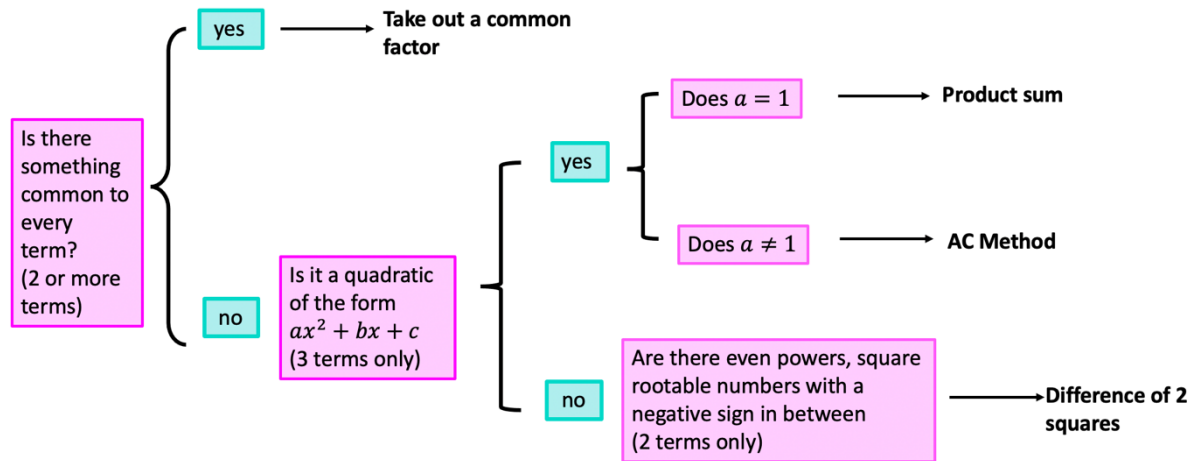 yes
Take out a common
factor
Is there
something
common to
every
term?
(2 or more
terms)
no
Is it a quadratic
of the form
𝑎𝑥² + 𝑏𝑥 + 𝑐
(3 terms only)
yes
Does 𝑎 = 1
Product sum
Does 𝑎 ≠ 1
AC Method
no
Are there even powers, square
rootable numbers with a
negative sign in between
(2 terms only)
Difference of 2
squares